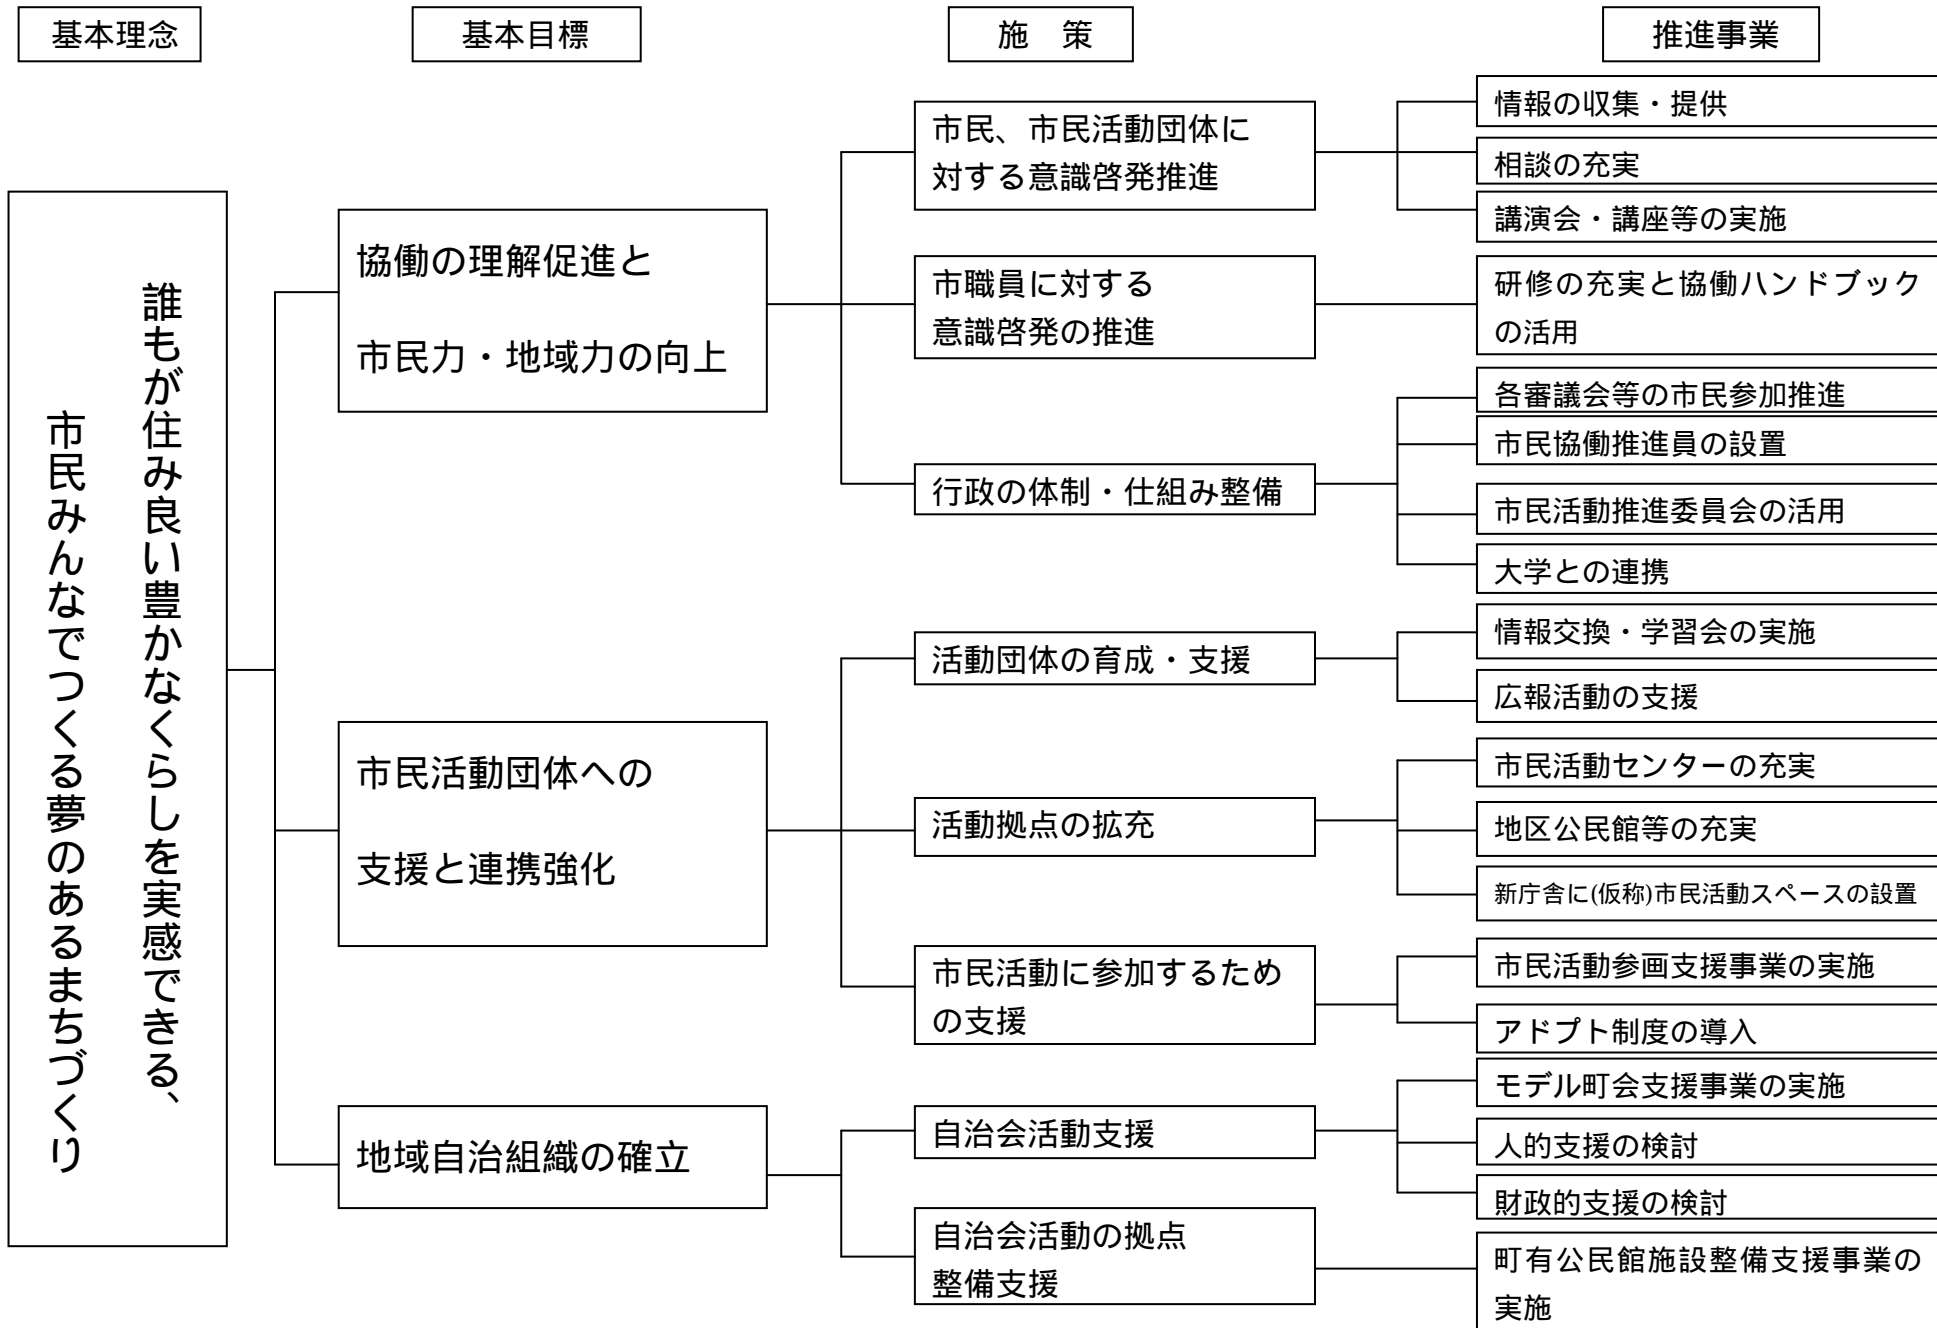 基本理念
基本目標
施　策
推進事業
誰もが住み良い豊かなくらしを実感できる、
市民みんなでつくる夢のあるまちづくり
協働の理解促進と
市民力・地域力の向上
市民、市民活動団体に
対する意識啓発推進
情報の収集・提供
相談の充実
講演会・講座等の実施
市職員に対する
意識啓発の推進
研修の充実と協働ハンドブック
の活用
行政の体制・仕組み整備
各審議会等の市民参加推進
市民協働推進員の設置
市民活動推進委員会の活用
大学との連携
市民活動団体への
支援と連携強化
活動団体の育成・支援
情報交換・学習会の実施
広報活動の支援
活動拠点の拡充
市民活動センターの充実
地区公民館等の充実
新庁舎に(仮称)市民活動スペースの設置
市民活動に参加するため
の支援
市民活動参画支援事業の実施
アドプト制度の導入
地域自治組織の確立
自治会活動支援
モデル町会支援事業の実施
人的支援の検討
財政的支援の検討
自治会活動の拠点
整備支援
町有公民館施設整備支援事業の
実施